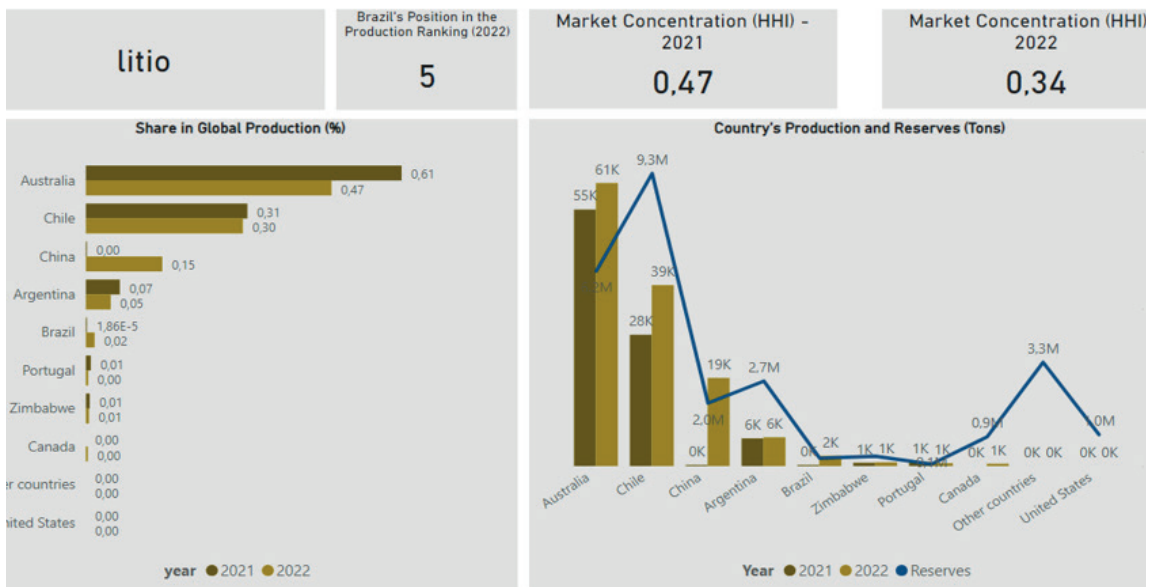 litio
Brazil's Position in the
Production Ranking (2022)
5
Market Concentration (HHI) -
2021
0,47
Market Concentration (HHI)
2022
0,34
Share in Global Production (%)
Australia
0,61
0,47
Chile
0,31
0,30
China
0,00
0,15
Argentina
0,07
0,05
Brazil
1,86E-5
0,02
Portugal
0,01
0,00
Zimbabwe
0,01
0,01
Canada
0,00
0,00
er countries
0,00
0,00
nited States
0,00
0,00
year 2021 2022
Country's Production and Reserves (Tons)
55K 61K 9,3M
28K 39K
0K 19K 2,0M
6K 6K 2,7M
0K 2K
1K 1K
1K 1K
0K 1K 0,9M
0K 0K 3,3M
0K 0K
Australia
Chile
China
Argentina
Brazil
Zimbabwe
Portugal
Canada
Other countries
United States
Year 2021 2022 Reserves